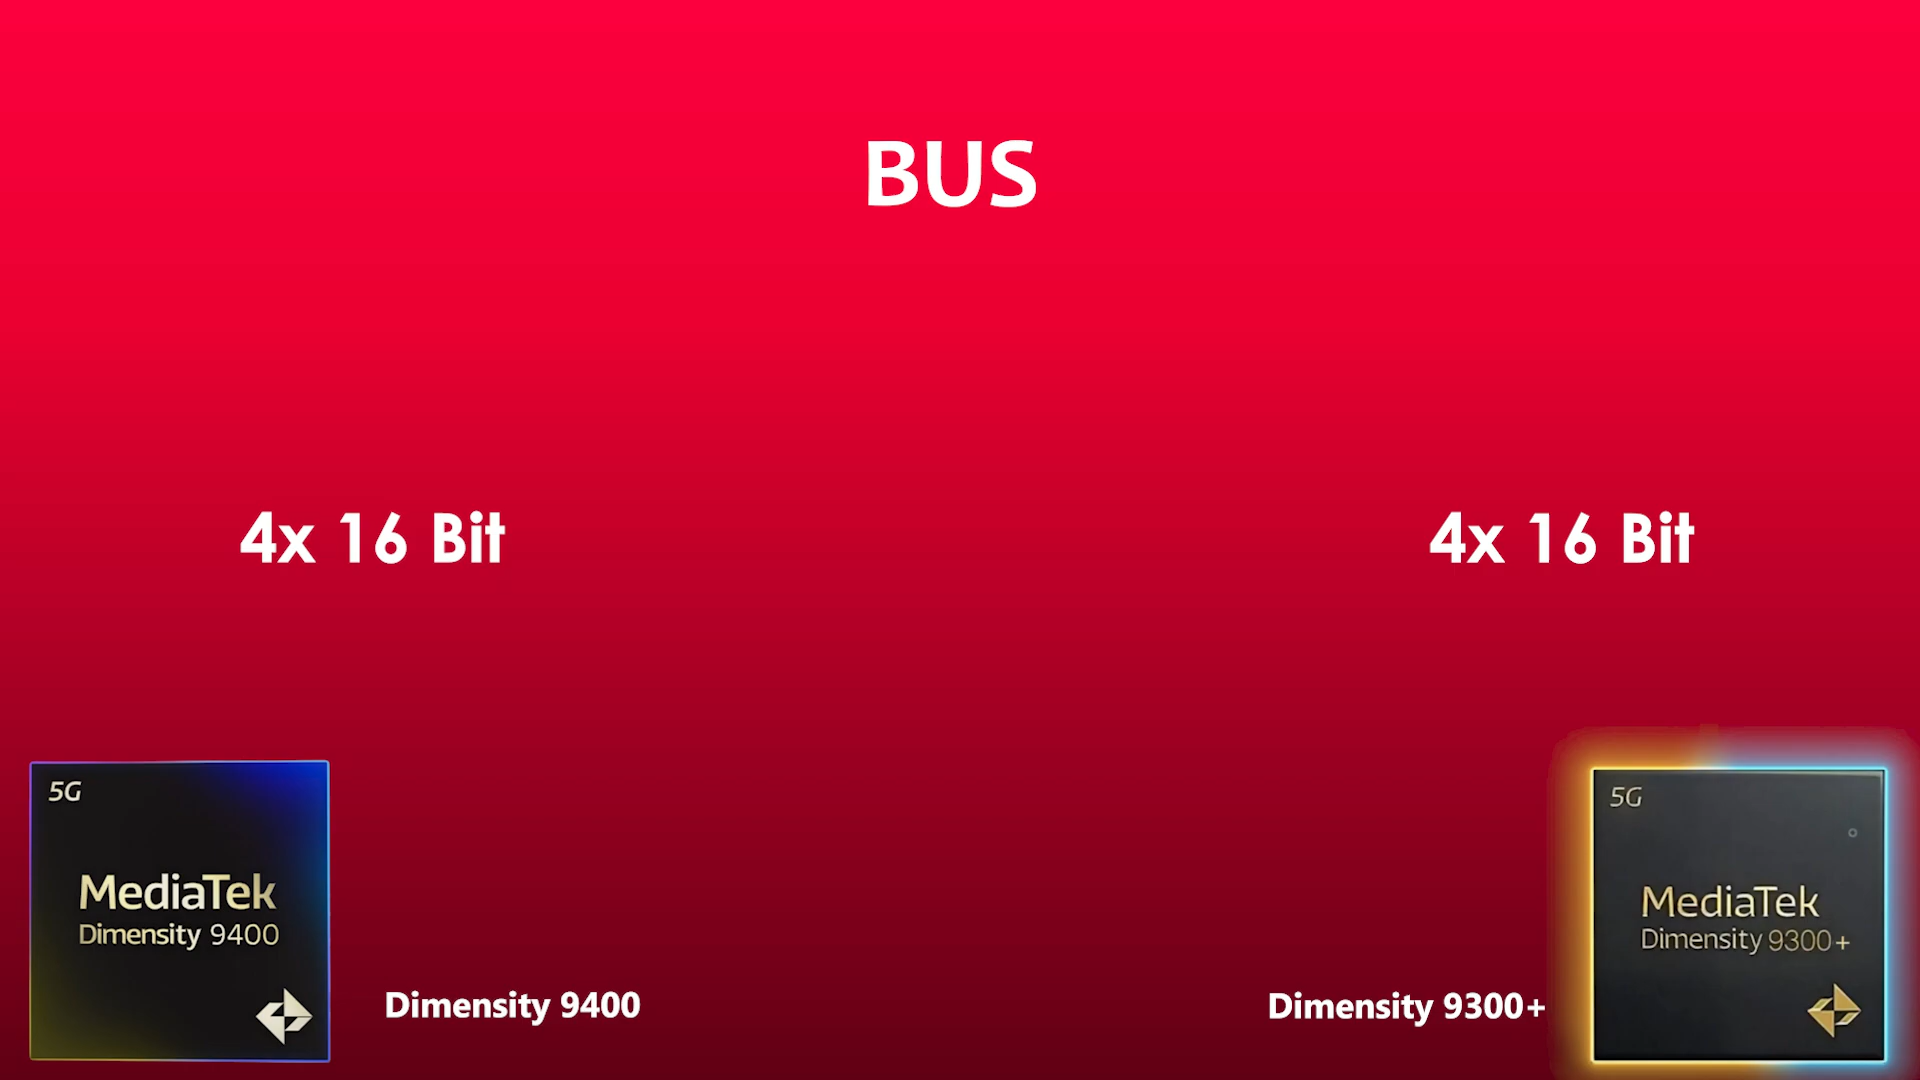 BUS
4x 16 Bit
4x 16 Bit
5G
MediaTek
Dimensity 9400
Dimensity 9400
Dimensity 9300+
5G
MediaTek
Dimensity 9300+